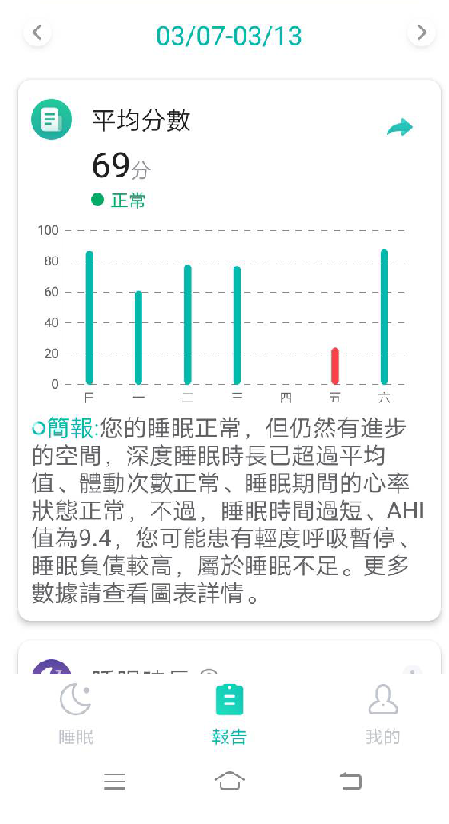 03/07-03/13
平均分數
69分
正常
100
80
60
40
20
0
日 一 二 三 四 五 六
簡報:您的睡眠正常，但仍然有進步
的空間，深度睡眠時長已超過平均
值、體動次數正常、睡眠期間的心率
狀態正常，不過，睡眠時間過短、AHI
值為9.4，您可能患有輕度呼吸暫停、
睡眠負債較高，屬於睡眠不足。更多
數據請查看圖表詳情。
睡眠時長
睡眠 報告 我的